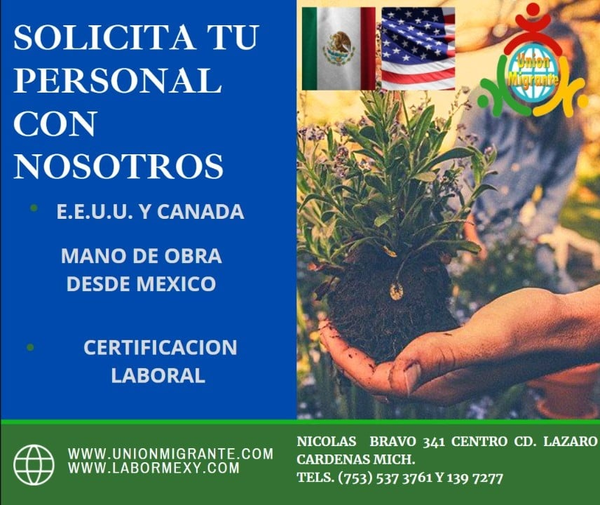 SOLICITA TU
PERSONAL
CON
NOSOTROS
E.E.U.U. Y CANADA
MANO DE OBRA
DESDE MEXICO
CERTIFICACION
LABORAL
Union
Migrante
WWW.UNIONMIGRANTE.COM
WWW.LABORMEXY.COM
NICOLAS BRAVO 341 CENTRO CD. LAZARO
CARDENAS MICH.
TELS. (753) 537 3761 Y 139 7277